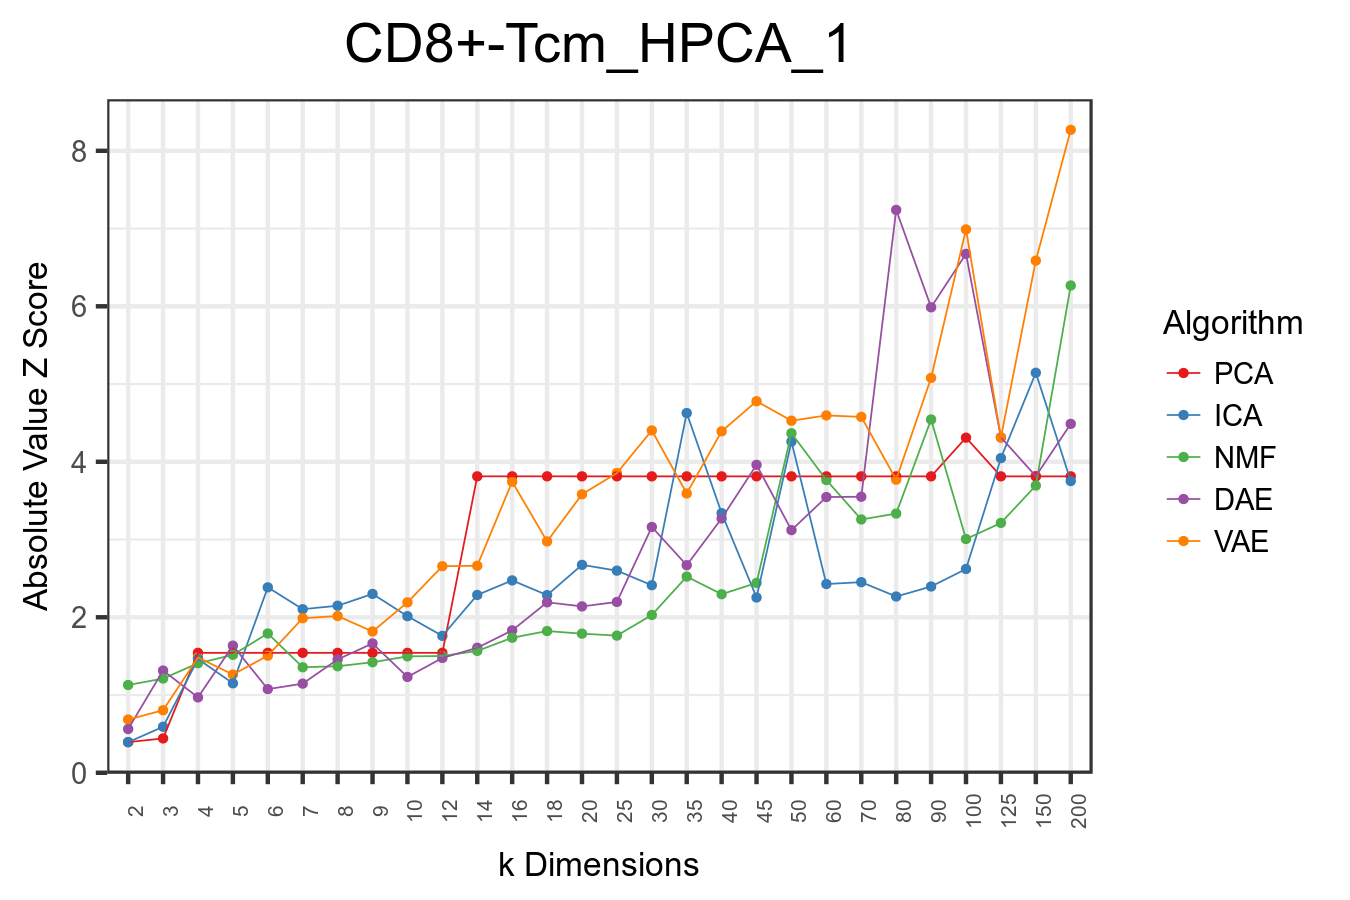 CD8+-Tcm_HPCA_1
Absolute Value Z Score
8
6
4
2
0
2 3 4 5 6 7 8 9 10 12 14 16 18 20 25 30 35 40 45 50 60 70 80 90 100 125 150 200
k Dimensions
Algorithm
PCA
ICA
NMF
DAE
VAE